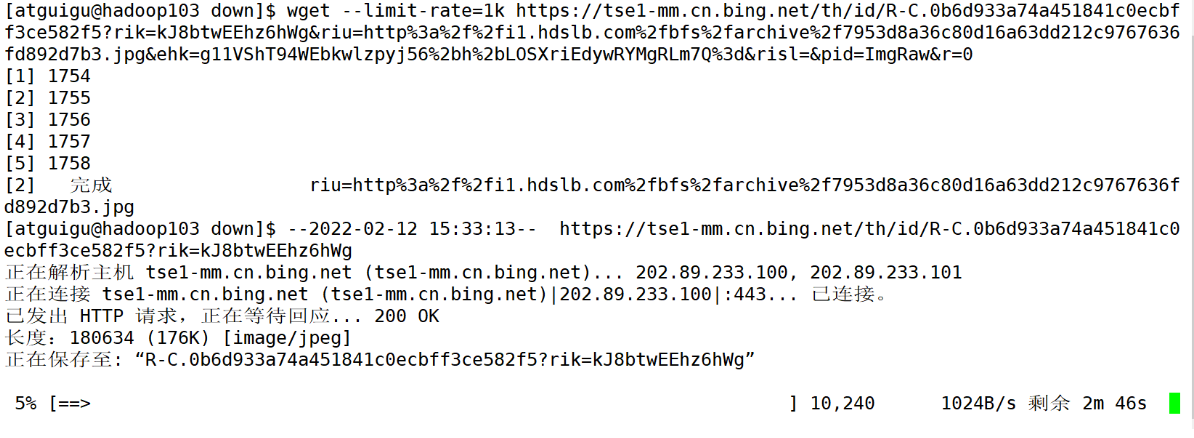 [atguigu@hadoop103 down]$ wget --limit-rate=1k https://tse1-mm.cn.bing.net/th/id/R-C.0b6d933a74a451841c0ecbf
f3ce582f5?rik=kJ8btwEEhz6hWg&riu=http%3a%2f%2fi1.hdslb.com%2fbfs%2farchive%2f7953d8a36c80d16a63dd212c9767636
fd892d7b3.jpg&ehk=g11VShT94WEbkwlzpyj56%2bh%2bLOSXriEdywRYMgRLm7Q%3d&risl=&pid=ImgRaw&r=0
[1] 1754
[2] 1755
[3] 1756
[4] 1757
[5] 1758
[2]   完成                  riu=http%3a%2f%2fi1.hdslb.com%2fbfs%2farchive%2f7953d8a36c80d16a63dd212c9767636f
d892d7b3.jpg
[atguigu@hadoop103 down]$ --2022-02-12 15:33:13--  https://tse1-mm.cn.bing.net/th/id/R-C.0b6d933a74a451841c0
ecbff3ce582f5?rik=kJ8btwEEhz6hWg
正在解析主机 tse1-mm.cn.bing.net (tse1-mm.cn.bing.net)... 202.89.233.100, 202.89.233.101
正在连接 tse1-mm.cn.bing.net (tse1-mm.cn.bing.net)|202.89.233.100|:443... 已连接。
已发出 HTTP 请求，正在等待回应... 200 OK
长度：180634 (176K) [image/jpeg]
正在保存至: “R-C.0b6d933a74a451841c0ecbff3ce582f5?rik=kJ8btwEEhz6hWg”
5% [==>                                                                ] 10,240      1024B/s 剩余 2m 46s